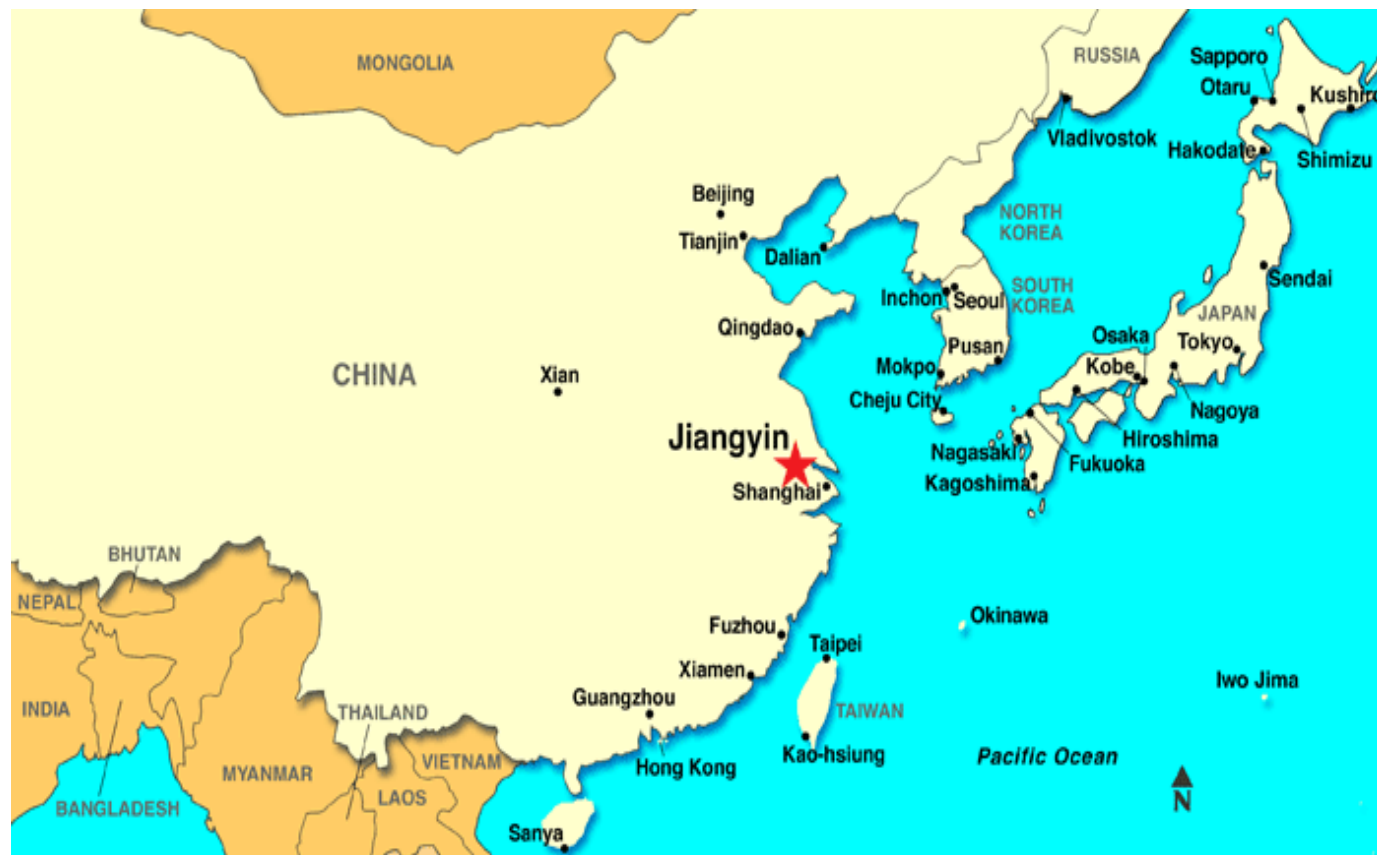 MONGOLIA
RUSSIA
Sapporo
Otaru
Kushiro
Vladivostok
Hakodate
Shimizu
Beijing
Tianjin
Dalian
NORTH
KOREA
Inchon
Seoul
SOUTH
KOREA
Sendai
Qingdao
JAPAN
Osaka
Tokyo
Pusan
Mokpo
Kobe
CHINA
Xian
Cheju City
Nagoya
Jiangyin
Hiroshima
Nagasaki
Fukuoka
Kagoshima
Shanghai
BHUTAN
NEPAL
Okinawa
Fuzhou
Taipei
Xiamen
Iwo Jima
Guangzhou
INDIA
THAILAND
TAIWAN
Kao-hsiung
Pacific Ocean
Hong Kong
VIETNAM
MYANMAR
LAOS
BANGLADESH
N
Sanya